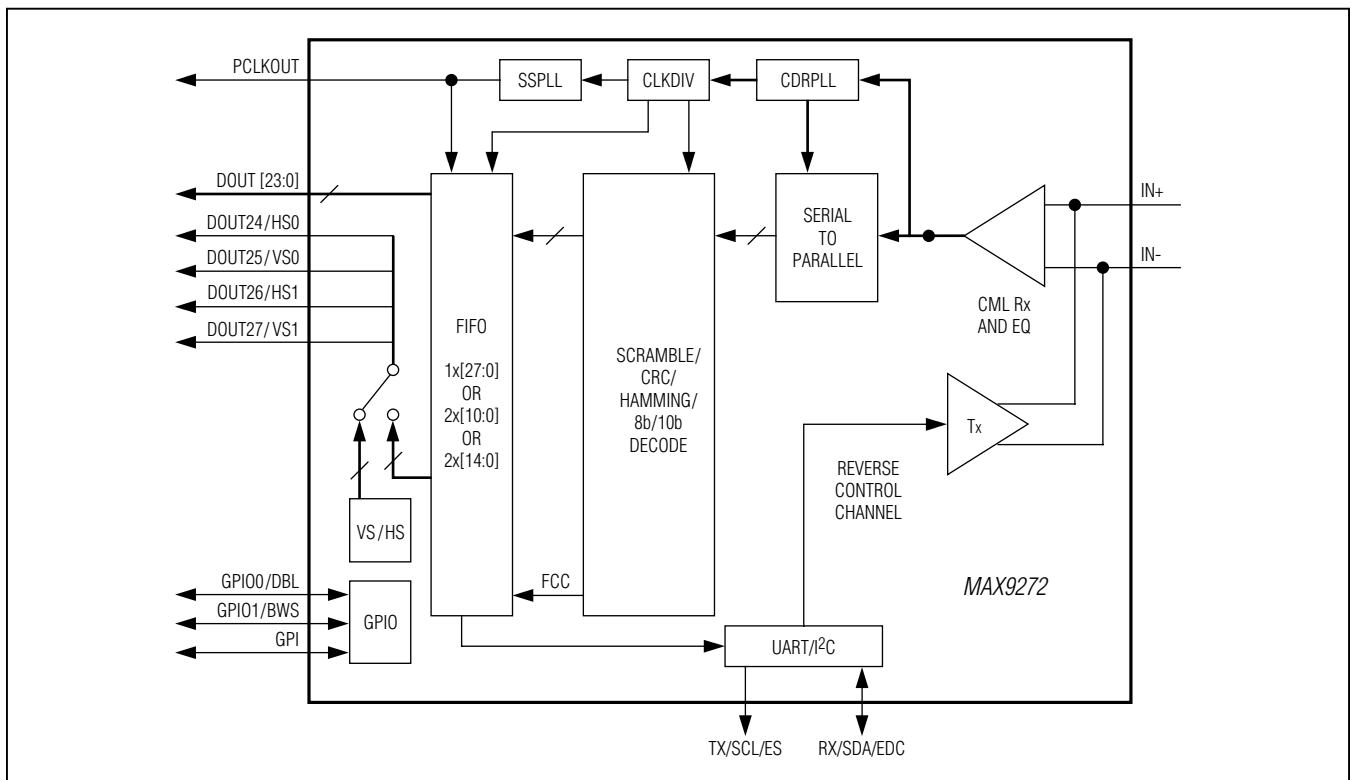 PCLKOUT
SSPLL
CLKDIV
CDRPLL
DOUT [23:0]
DOUT24/HS0
DOUT25/VS0
DOUT26/HS1
DOUT27/VS1
FIFO
1x[27:0]
OR
2x[10:0]
OR
2x[14:0]
SCRAMBLE/
CRC/
HAMMING/
8b/10b
DECODE
SERIAL
TO
PARALLEL
IN+
IN-
CML Rx
AND EQ
Tx
REVERSE
CONTROL
CHANNEL
VS/HS
FCC
GPIO0/DBL
GPIO1/BWS
GPI
GPIO
MAX9272
UART/I²C
TX/SCL/ES
RX/SDA/EDC